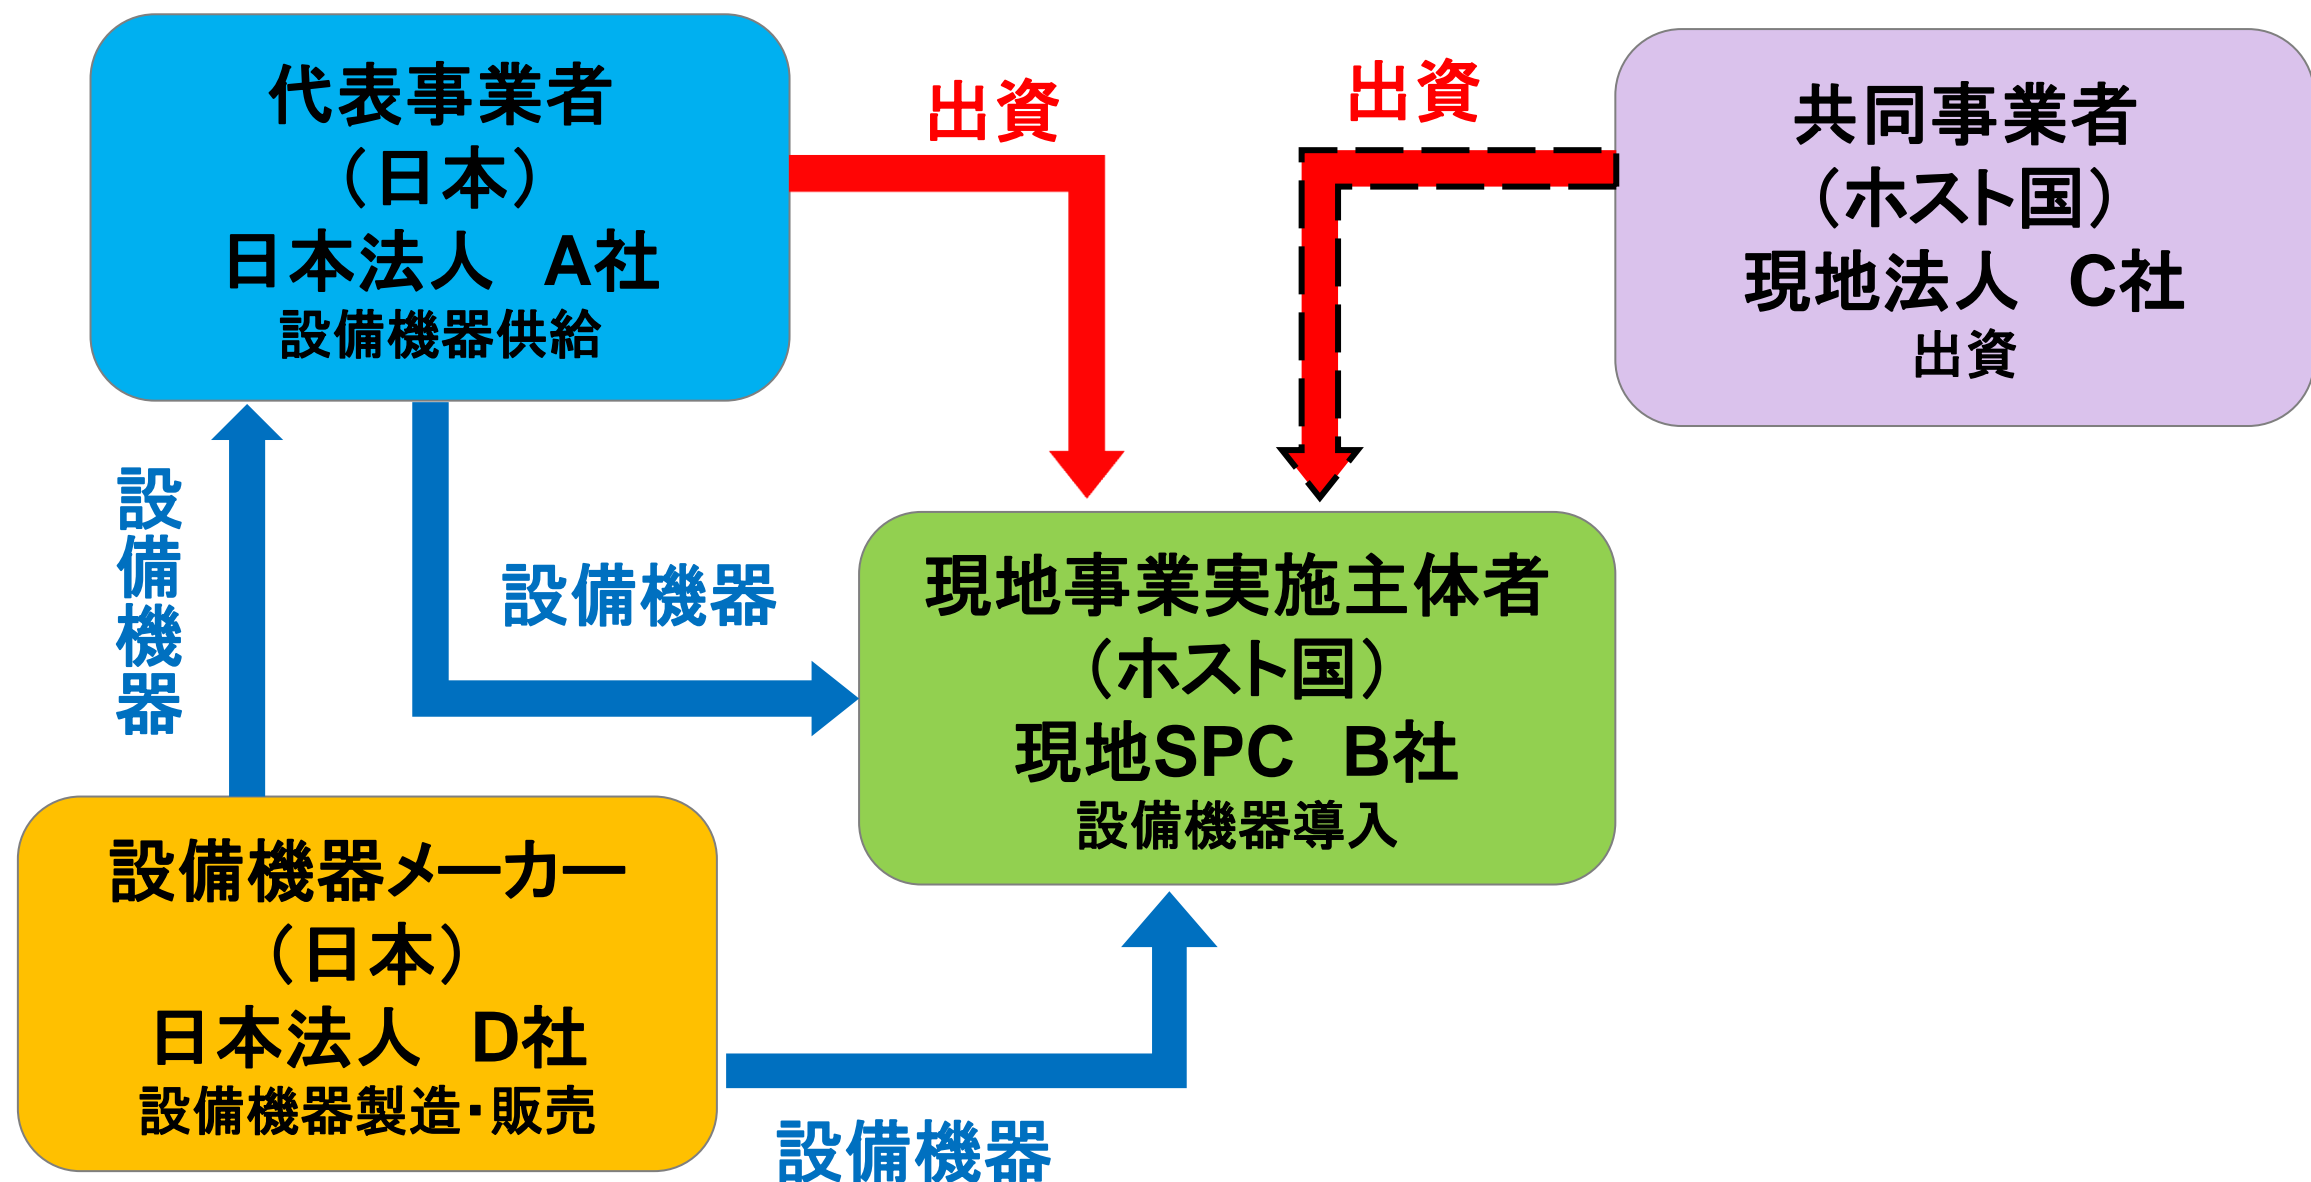 代表事業者
（日本）
日本法人　A社
設備機器供給
出資
出資
共同事業者
（ホスト国）
現地法人　C社
出資
設備機器
設備機器
現地事業実施主体者
（ホスト国）
現地SPC　B社
設備機器導入
設備機器メーカー
（日本）
日本法人　D社
設備機器製造・販売
設備機器